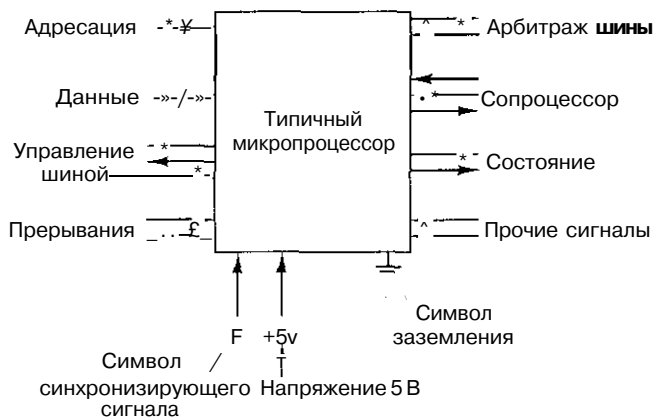 Адресация
Арбитраж шины
Данные
Типичный
микропроцессор
Сопроцессор
Управление
шиной
Состояние
Прерывания
Прочие сигналы
F +5v
Символ
заземления
Символ
синхронизирующего
сигнала
Напряжение 5 В